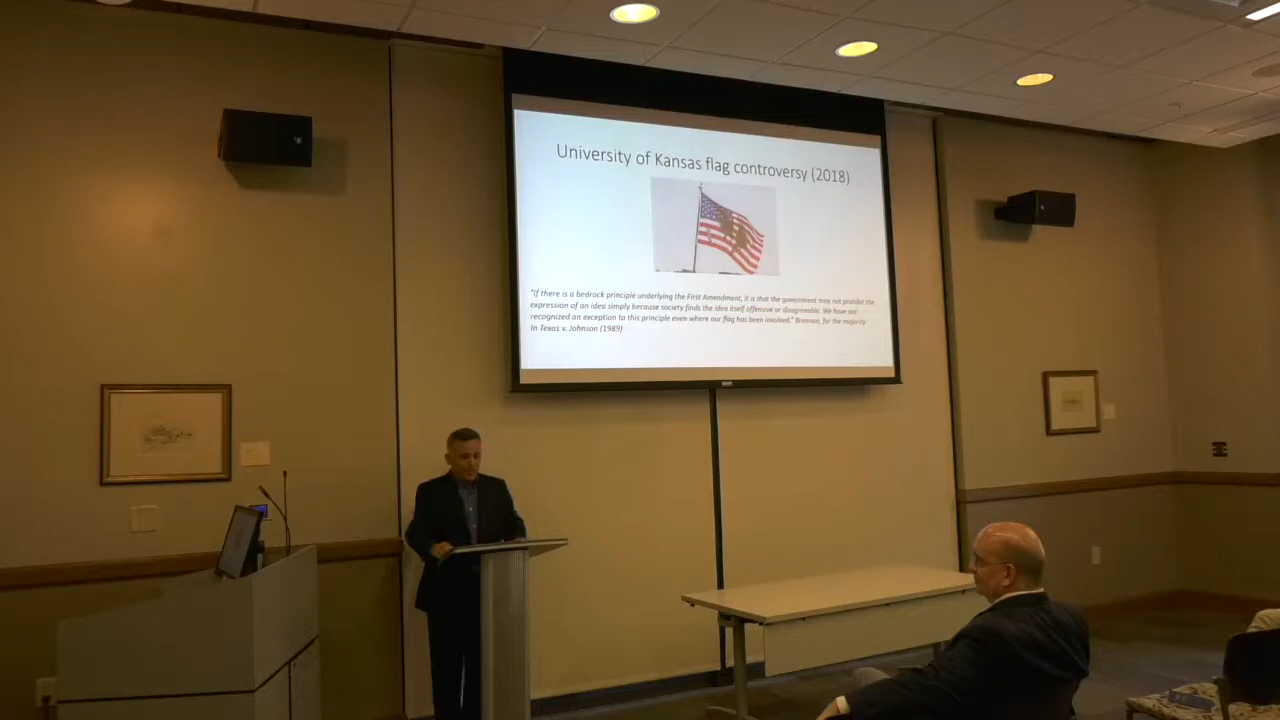 University of Kansas flag controversy (2018)
"If there is a bedrock principle underlying the First Amendment, it is that the government may not prohibit the
expression of an idea simply because society finds the idea itself offensive or disagreeable. We have not
recognized an exception to this principle even where our flag has been involved." Brennan, for the majority
in Texas v. Johnson (1989)